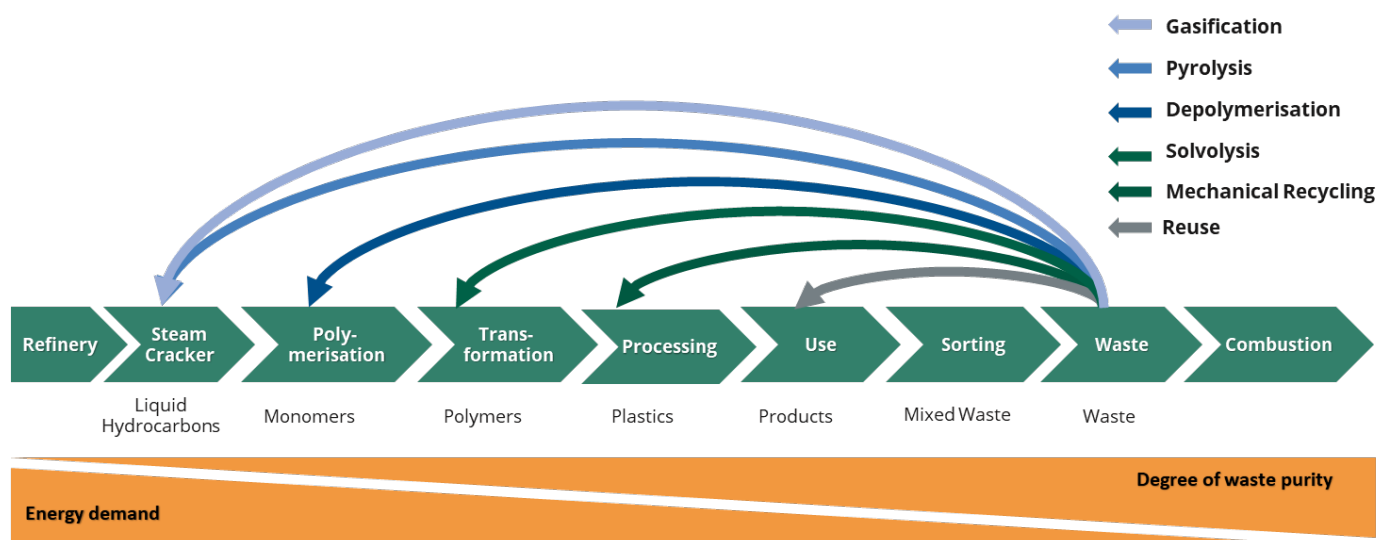 Gasification
Pyrolysis
Depolymerisation
Solvolysis
Mechanical Recycling
Reuse
Refinery
Steam
Cracker
Poly-
merisation
Trans-
formation
Processing
Use
Sorting
Waste
Combustion
Liquid
Hydrocarbons
Monomers
Polymers
Plastics
Products
Mixed Waste
Waste
Degree of waste purity
Energy demand